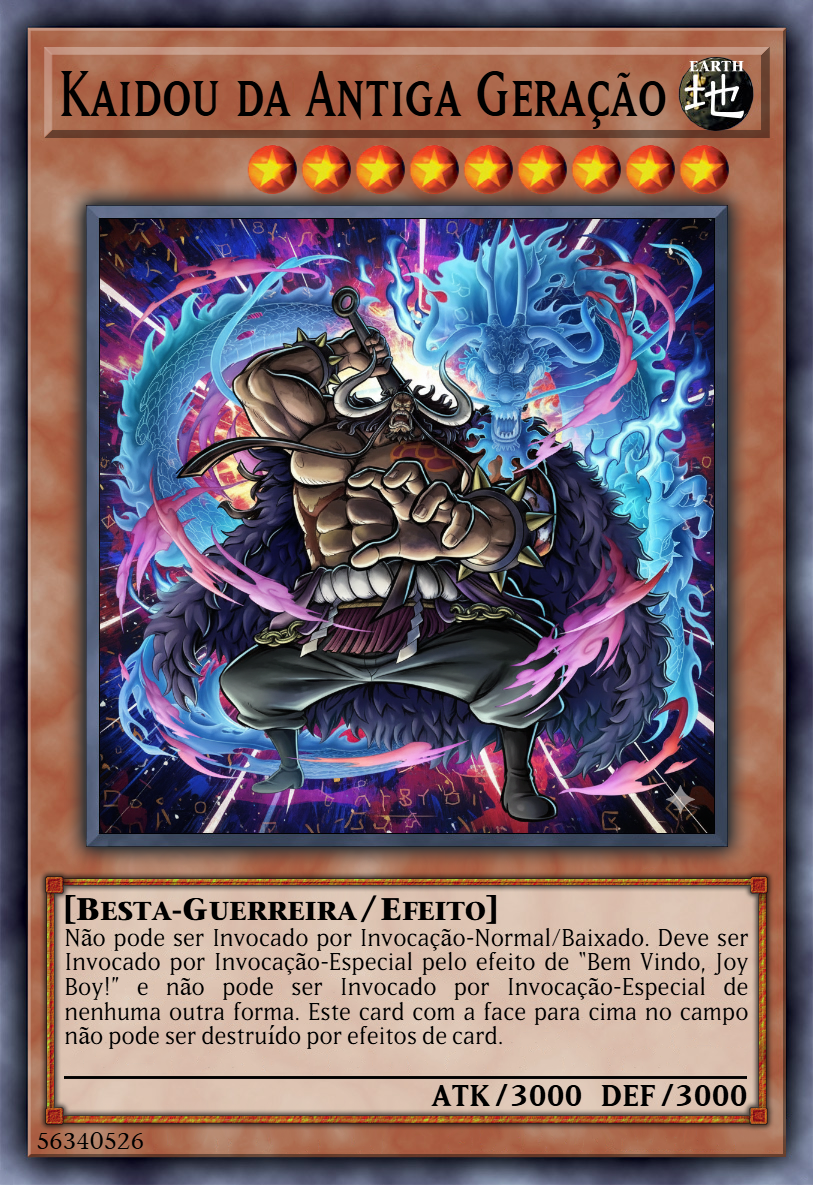 Kaidou da Antiga Geração
EARTH
地
[Besta-Guerreira/Efeito]
Não pode ser Invocado por Invocação-Normal/Baixado. Deve ser
Invocado por Invocação-Especial pelo efeito de "Bem Vindo, Joy
Boy!" e não pode ser Invocado por Invocação-Especial de
nenhuma outra forma. Este card com a face para cima no campo
não pode ser destruído por efeitos de card.
ATK/3000 DEF/3000
56340526